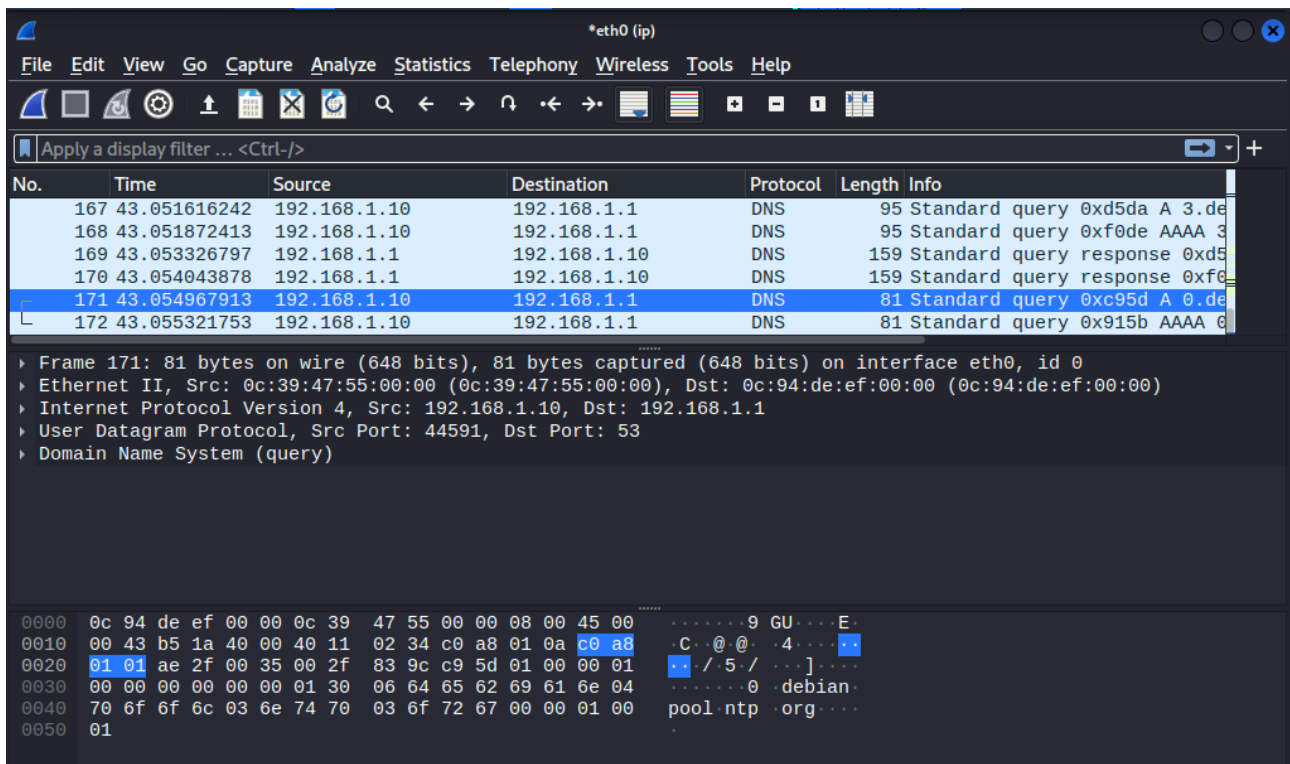 *eth0 (ip)
File Edit View Go Capture Analyze Statistics Telephony Wireless Tools Help
Apply a display filter … <Ctrl-/>
No. Time Source Destination Protocol Length Info
167 43.051616242 192.168.1.10 192.168.1.1 DNS 95 Standard query 0xd5da A 3.de
168 43.051872413 192.168.1.10 192.168.1.1 DNS 95 Standard query 0xf0de AAAA 3
169 43.053326797 192.168.1.1 192.168.1.10 DNS 159 Standard query response 0xd5
170 43.054043878 192.168.1.1 192.168.1.10 DNS 159 Standard query response 0xf0
171 43.054967913 192.168.1.10 192.168.1.1 DNS 81 Standard query 0xc95d A 0.de
172 43.055321753 192.168.1.10 192.168.1.1 DNS 81 Standard query 0x915b AAAA 0
Frame 171: 81 bytes on wire (648 bits), 81 bytes captured (648 bits) on interface eth0, id 0
Ethernet II, Src: 0c:39:47:55:00:00 (0c:39:47:55:00:00), Dst: 0c:94:de:ef:00:00 (0c:94:de:ef:00:00)
Internet Protocol Version 4, Src: 192.168.1.10, Dst: 192.168.1.1
User Datagram Protocol, Src Port: 44591, Dst Port: 53
Domain Name System (query)
0000 0c 94 de ef 00 00 0c 39 47 55 00 00 08 00 45 00 ·······9 GU····E·
0010 00 43 b5 1a 40 00 40 11 02 34 c0 a8 01 0a c0 a8 ·C··@·@· ·4······
0020 01 01 ae 2f 00 35 00 2f 83 9c c9 5d 01 00 00 01 ···/·5·/ ···]····
0030 00 00 00 00 00 00 01 30 06 64 65 62 69 61 6e 04 ·······0 ·debian·
0040 70 6f 6f 6c 03 6e 74 70 03 6f 72 67 00 00 01 00 pool·ntp ·org····
0050 01 ·